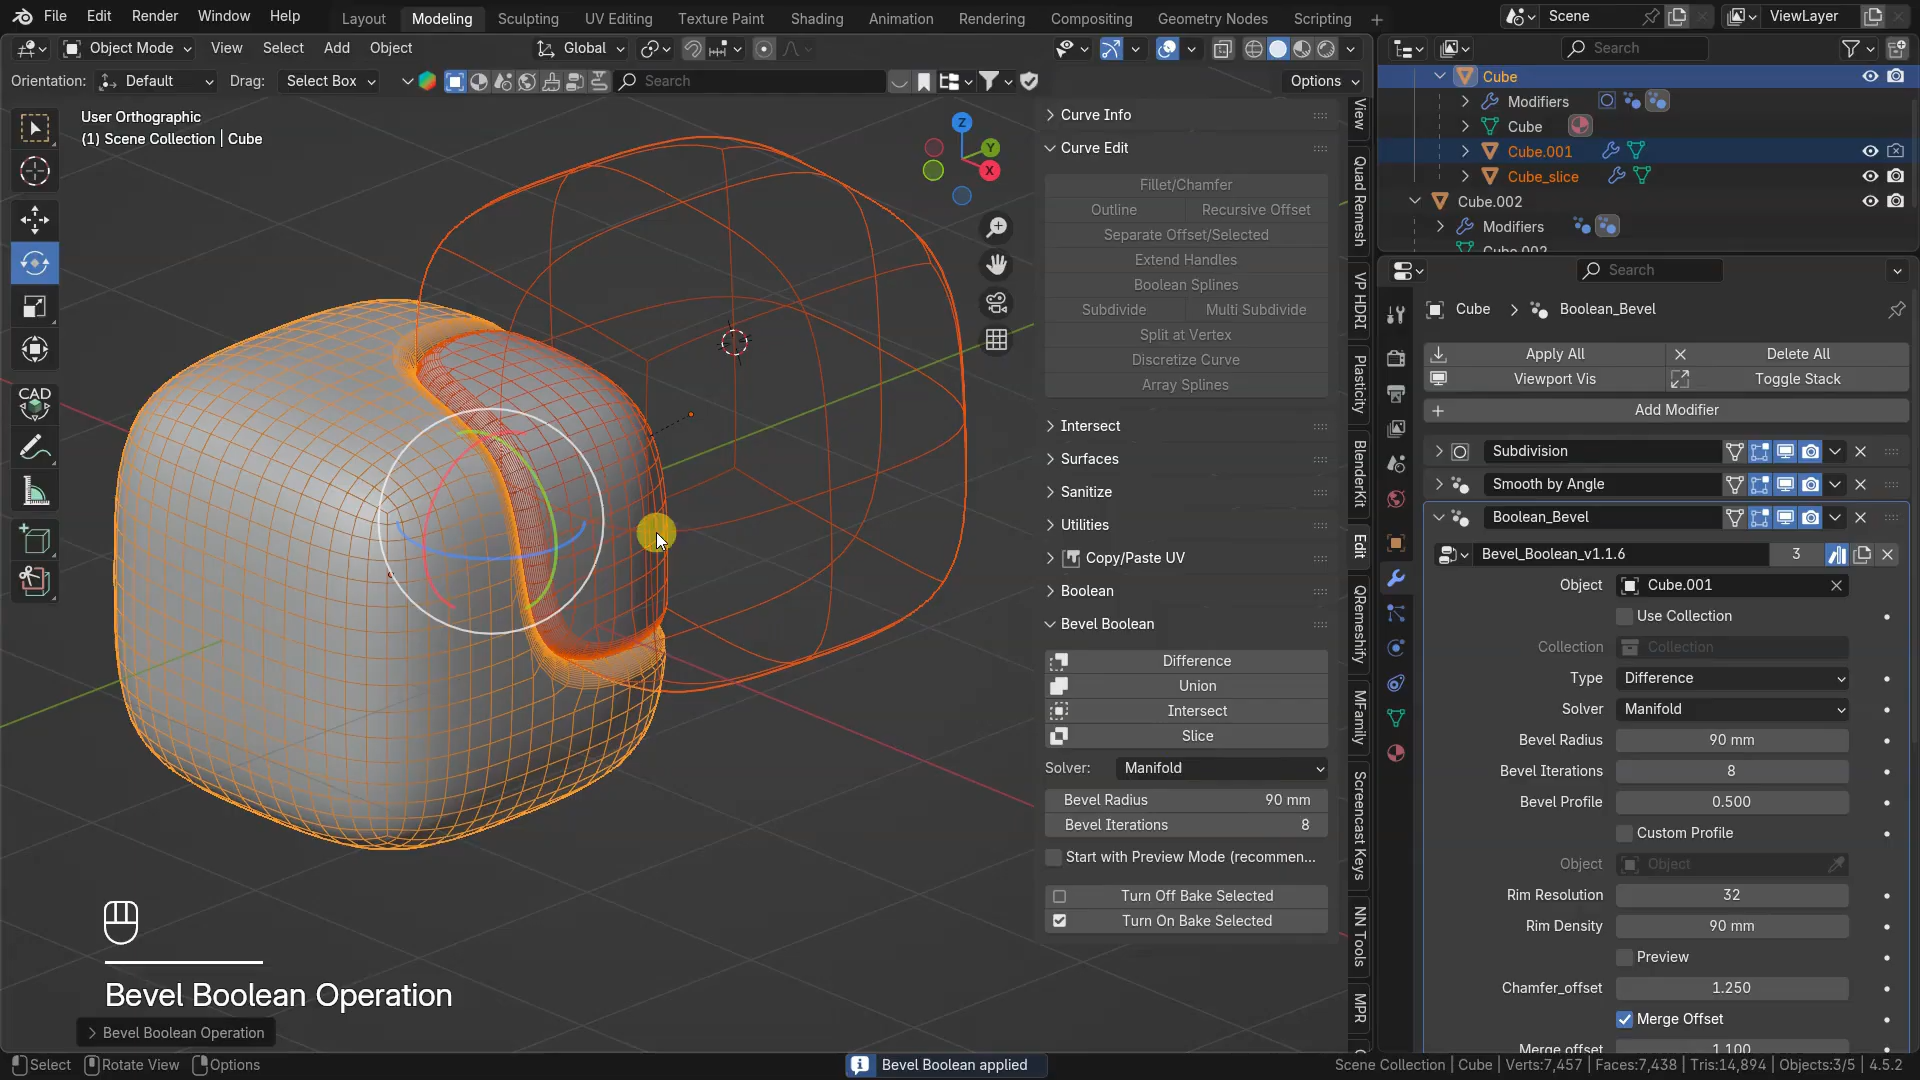 File Edit Render Window Help
Layout Modeling Sculpting UV Editing Texture Paint Shading Animation Rendering Compositing Geometry Nodes Scripting +
Scene
ViewLayer
Object Mode View Select Add Object
Global
Search
Orientation: Default Drag: Select Box
Search
Options
User Orthographic
(1) Scene Collection | Cube
Z
Y
X
CAD
Curve Info
Curve Edit
Fillet/Chamfer
Outline Recursive Offset
Separate Offset/Selected
Extend Handles
Boolean Splines
Subdivide Multi Subdivide
Split at Vertex
Discretize Curve
Array Splines
Intersect
Surfaces
Sanitize
Utilities
Copy/Paste UV
Boolean
Bevel Boolean
Difference
Union
Intersect
Slice
Solver: Manifold
Bevel Radius 90 mm
Bevel Iterations 8
Start with Preview Mode (recommen...
Turn Off Bake Selected
Turn On Bake Selected
View
Quad Remesh
VP HDRI
Plasticity
BlenderKit
Edit
QRemeshify
MFamily
Screencast Keys
NN Tools
MPR
Cube
Modifiers
Cube
Cube.001
Cube_slice
Cube.002
Modifiers
Cube.002
Search
Cube > Boolean_Bevel
Apply All Delete All
Viewport Vis Toggle Stack
Add Modifier
Subdivision
Smooth by Angle
Boolean_Bevel
Bevel_Boolean_v1.1.6 3
Object Cube.001
Use Collection
Collection Collection
Type Difference
Solver Manifold
Bevel Radius 90 mm
Bevel Iterations 8
Bevel Profile 0.500
Custom Profile
Object Object
Rim Resolution 32
Rim Density 90 mm
Preview
Chamfer_offset 1.250
Merge Offset
Merge offset 1.100
Bevel Boolean Operation
Bevel Boolean Operation
Select Rotate View Options
Bevel Boolean applied
Scene Collection | Cube | Verts:7,457 | Faces:7,438 | Tris:14,894 | Objects:3/5 | 4.5.2